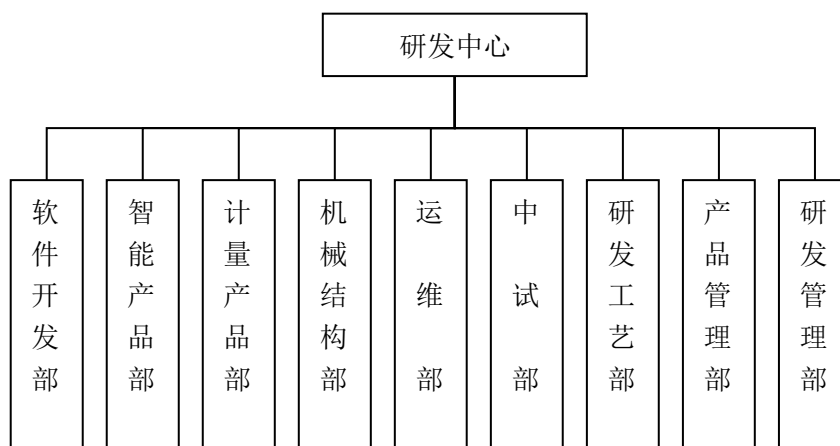 研发中心
软件开发部
智能产品部
计量产品部
机械结构部
运维部
中试部
研发工艺部
产品管理部
研发管理部